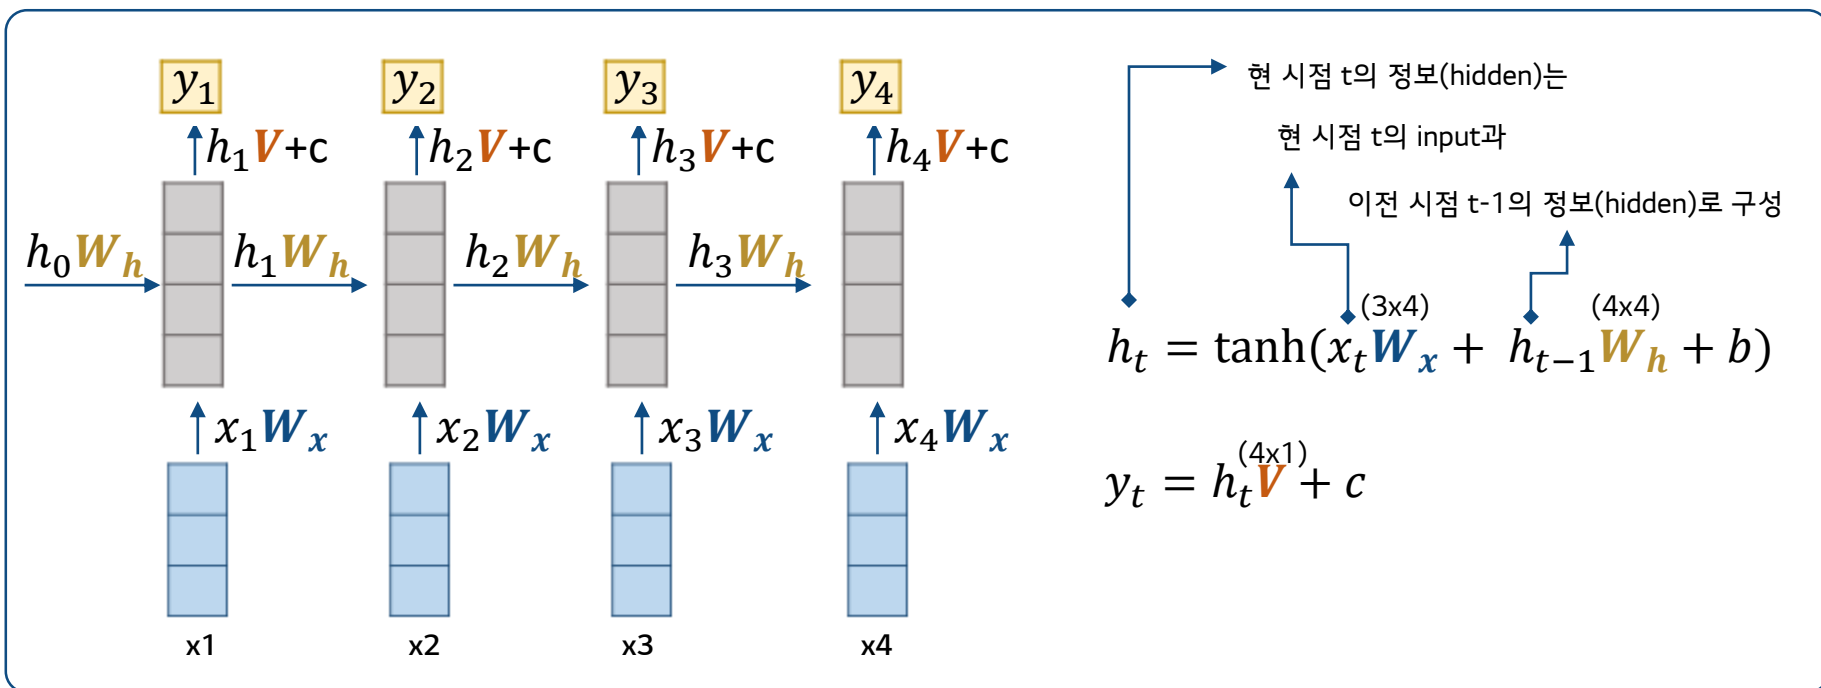 y₁ y₂ y₃ y₄
h₁V+c h₂V+c h₃V+c h₄V+c
h₀Wₕ h₁Wₕ h₂Wₕ h₃Wₕ
x₁Wₓ x₂Wₓ x₃Wₓ x₄Wₓ
x1 x2 x3 x4
현 시점 t의 정보(hidden)는
현 시점 t의 input과
이전 시점 t-1의 정보(hidden)로 구성
(3x4) (4x4)
hₜ = tanh(xₜWₓ + hₜ₋₁Wₕ + b)
(4x1)
yₜ = hₜV + c